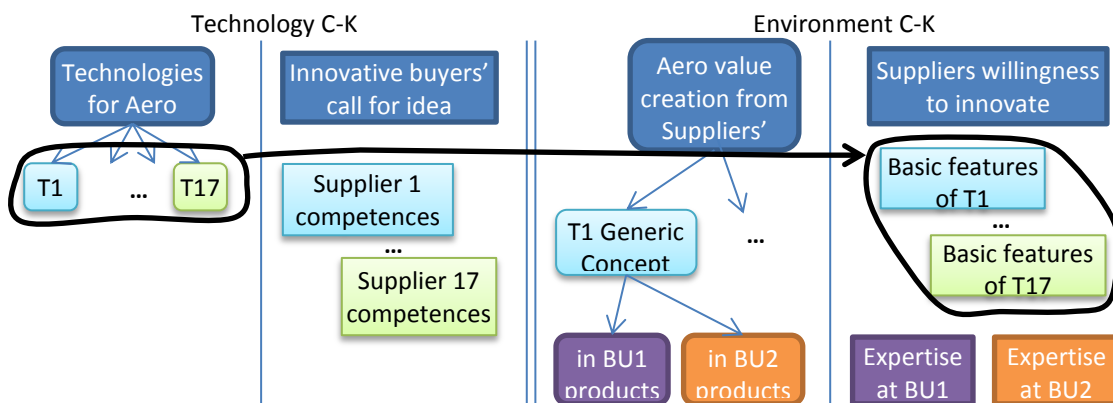 Technology C-K
Environment C-K
Technologies
for Aero
Innovative buyers'
call for idea
Aero value
creation from
Suppliers'
Suppliers willingness
to innovate
T1
...
T17
Supplier 1
competences
...
Supplier 17
competences
T1 Generic
Concept
...
Basic features
of T1
...
Basic features
of T17
in BU1
products
in BU2
products
Expertise
at BU1
Expertise
at BU2